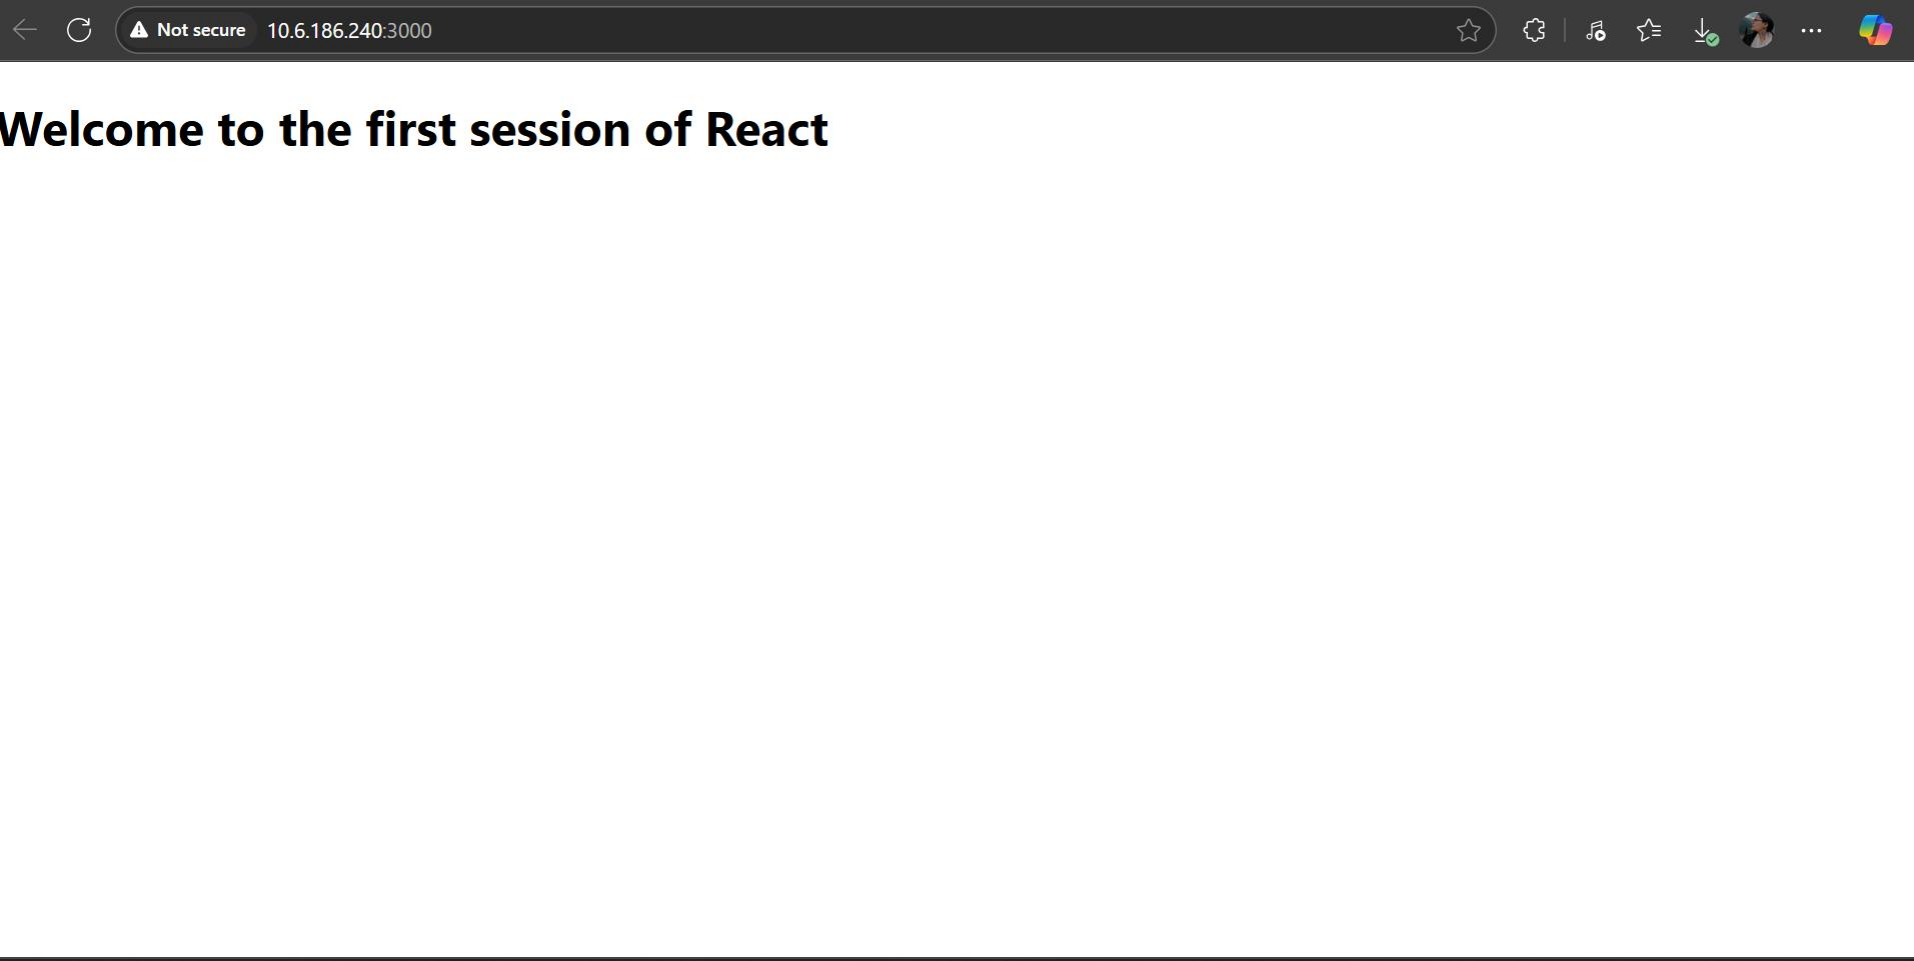 Not secure 10.6.186.240:3000
Welcome to the first session of React